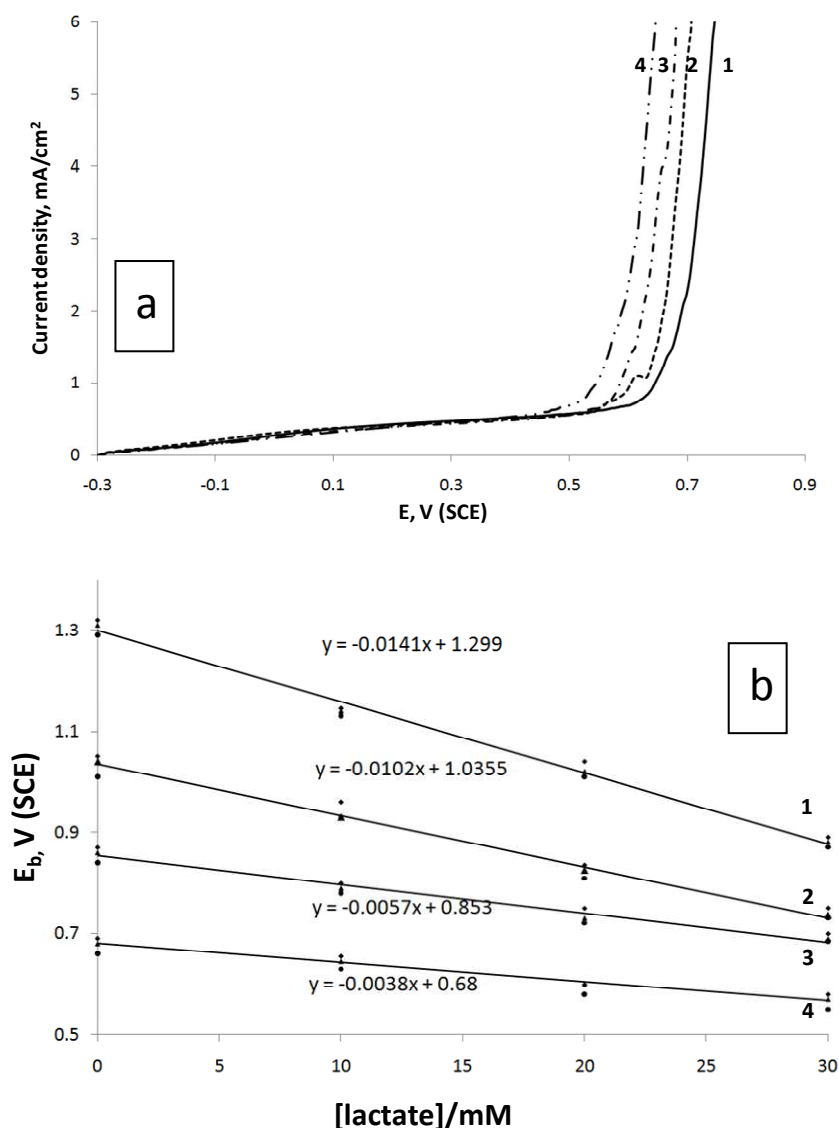 6
5
4
3
2
1
0
Current density, mA/cm²
4 3 2 1
a
-0.3 -0.1 0.1 0.3 0.5 0.7 0.9
E, V (SCE)
1.3
1.1
0.9
0.7
0.5
E_b, V (SCE)
y = -0.0141x + 1.299
b
y = -0.0102x + 1.0355
1
2
y = -0.0057x + 0.853
3
y = -0.0038x + 0.68
4
0 5 10 15 20 25 30
[lactate]/mM